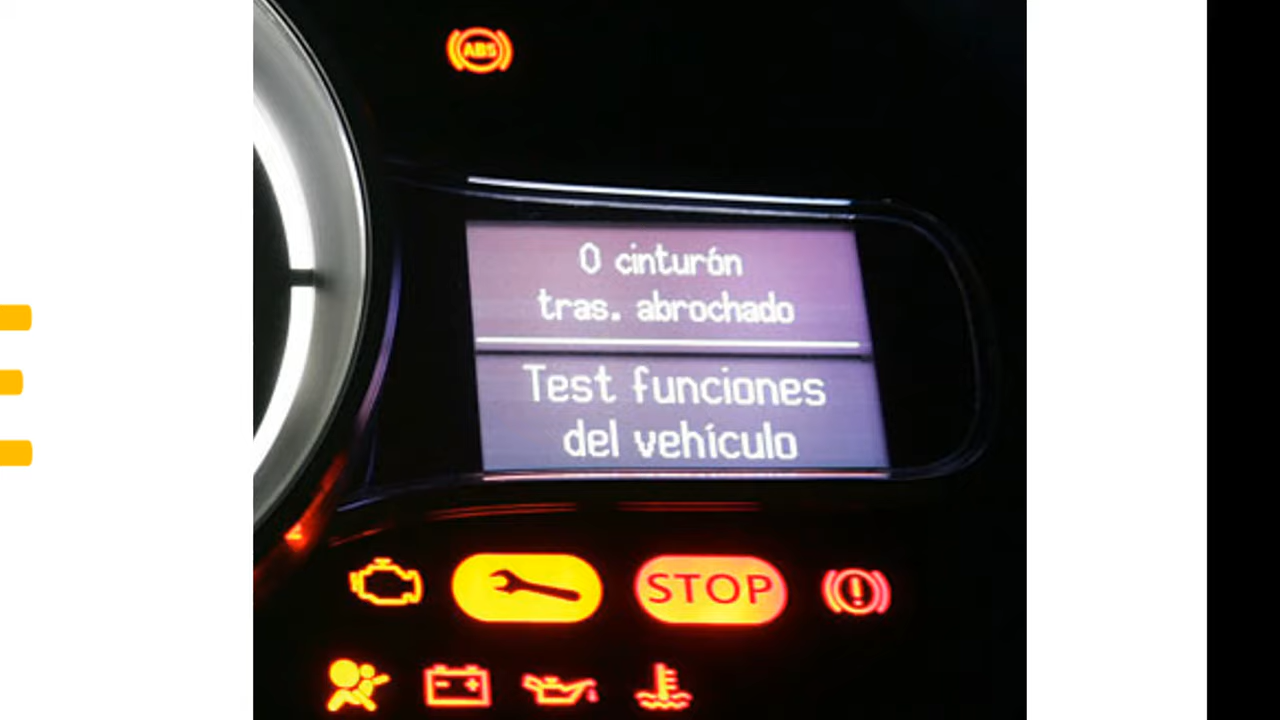 ABS
0 cinturón
tras. abrochado
Test funciones
del vehículo
STOP